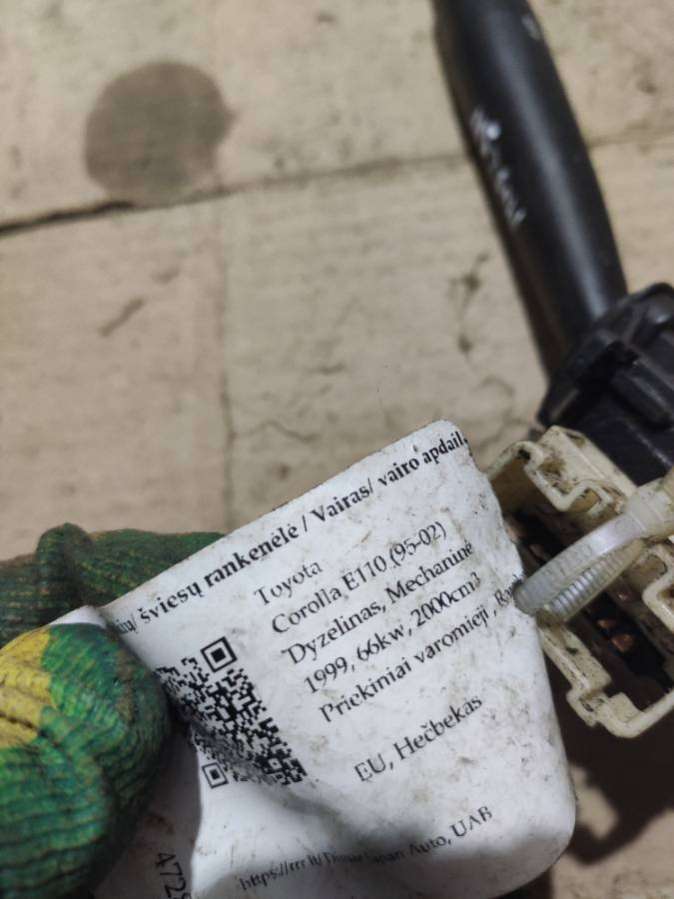 šviesų rankenėlė / Vairas/ vairo apdail.
Toyota
Corolla E110 (95-02)
Dyzelinas, Mechaninė
1999, 66kw, 2000cm³
Priekiniai varomieji ,
EU, Hečbekas
Auto, UAB